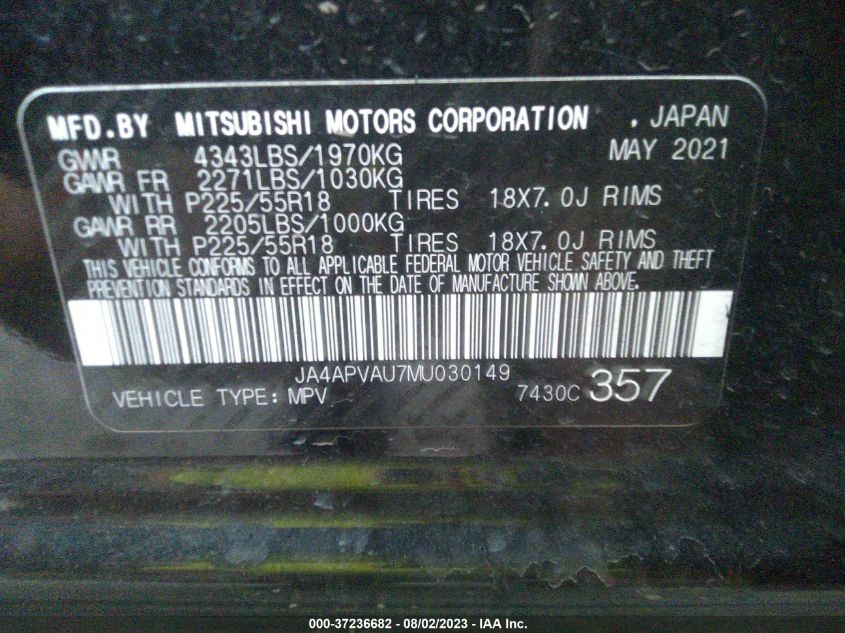 MFD.BY MITSUBISHI MOTORS CORPORATION , JAPAN
GVWR 4343LBS/1970KG MAY 2021
GAWR FR 2271LBS/1030KG
WITH P225/55R18 TIRES 18X7.0J RIMS
GAWR RR 2205LBS/1000KG
WITH P225/55R18 TIRES 18X7.0J RIMS
THIS VEHICLE CONFORMS TO ALL APPLICABLE FEDERAL MOTOR VEHICLE SAFETY AND THEFT
PREVENTION STANDARDS IN EFFECT ON THE DATE OF MANUFACTURE SHOWN ABOVE.
JA4APVAU7MU030149
VEHICLE TYPE: MPV 7430C 357
000-37236682 - 08/02/2023 - IAA Inc.